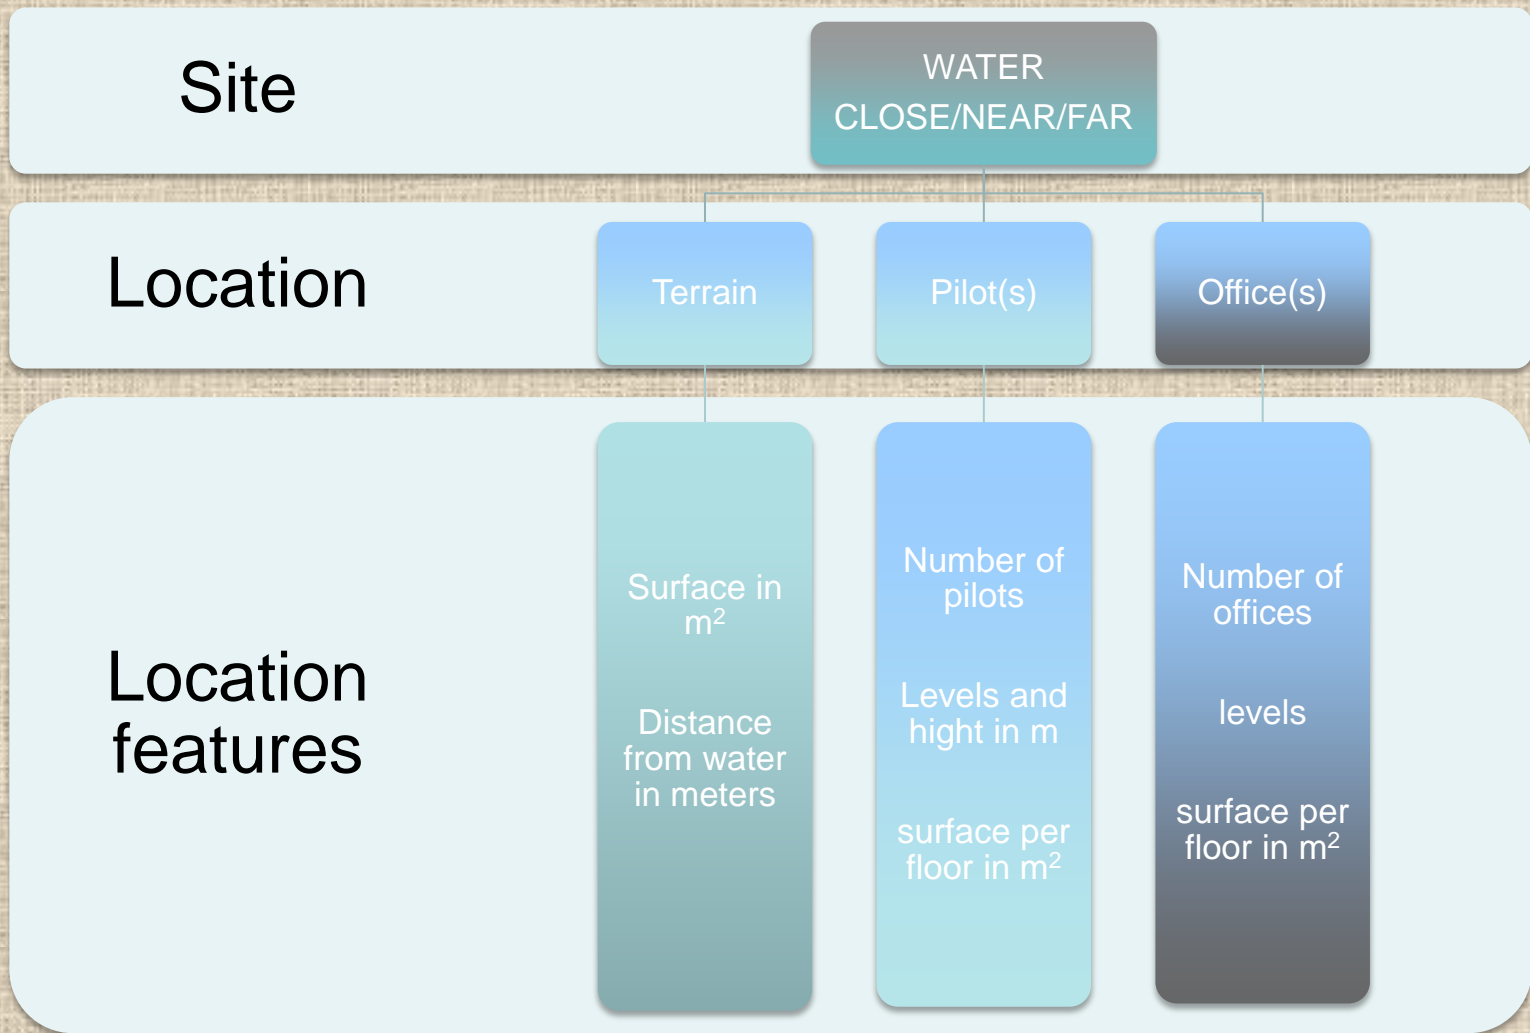 Site
WATER
CLOSE/NEAR/FAR
Location
Terrain
Pilot(s)
Office(s)
Location
features
Surface in
m²
Distance
from water
in meters
Number of
pilots
Levels and
hight in m
surface per
floor in m²
Number of
offices
levels
surface per
floor in m²